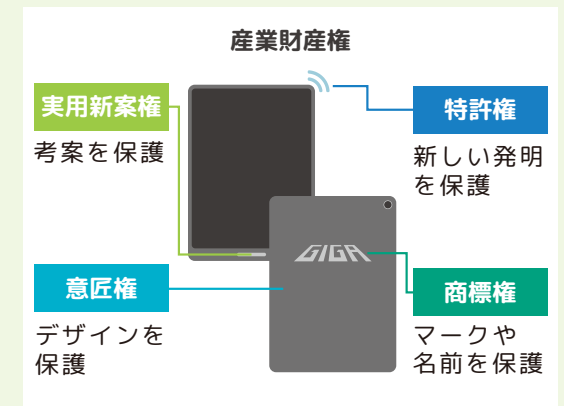 産業財産権
実用新案権
考案を保護
特許権
新しい発明
を保護
GIGA
意匠権
デザインを
保護
商標権
マークや
名前を保護